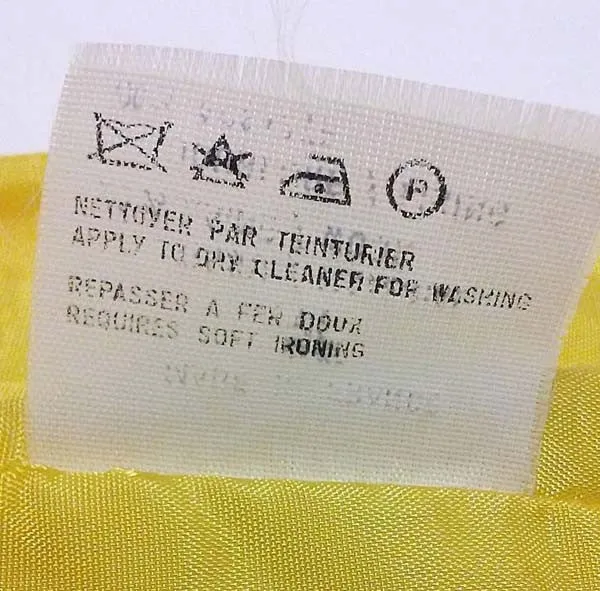 P
NETTOYER PAR TEINTURIER
APPLY TO DRY CLEANER FOR WASHING
REPASSER A FER DOUX
REQUIRES SOFT IRONING